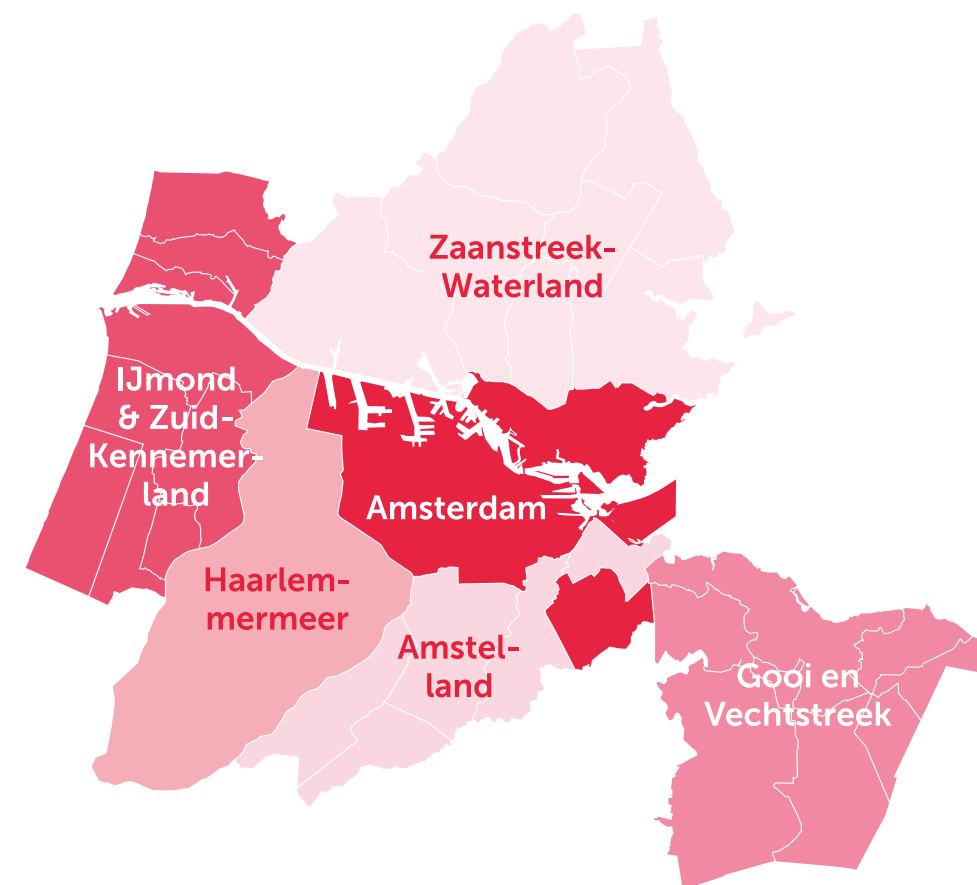 Zaanstreek-
Waterland
IJmond
& Zuid-
Kennemer-
land
Amsterdam
Haarlem-
mermeer
Amstel-
land
Gooi en
Vechtstreek